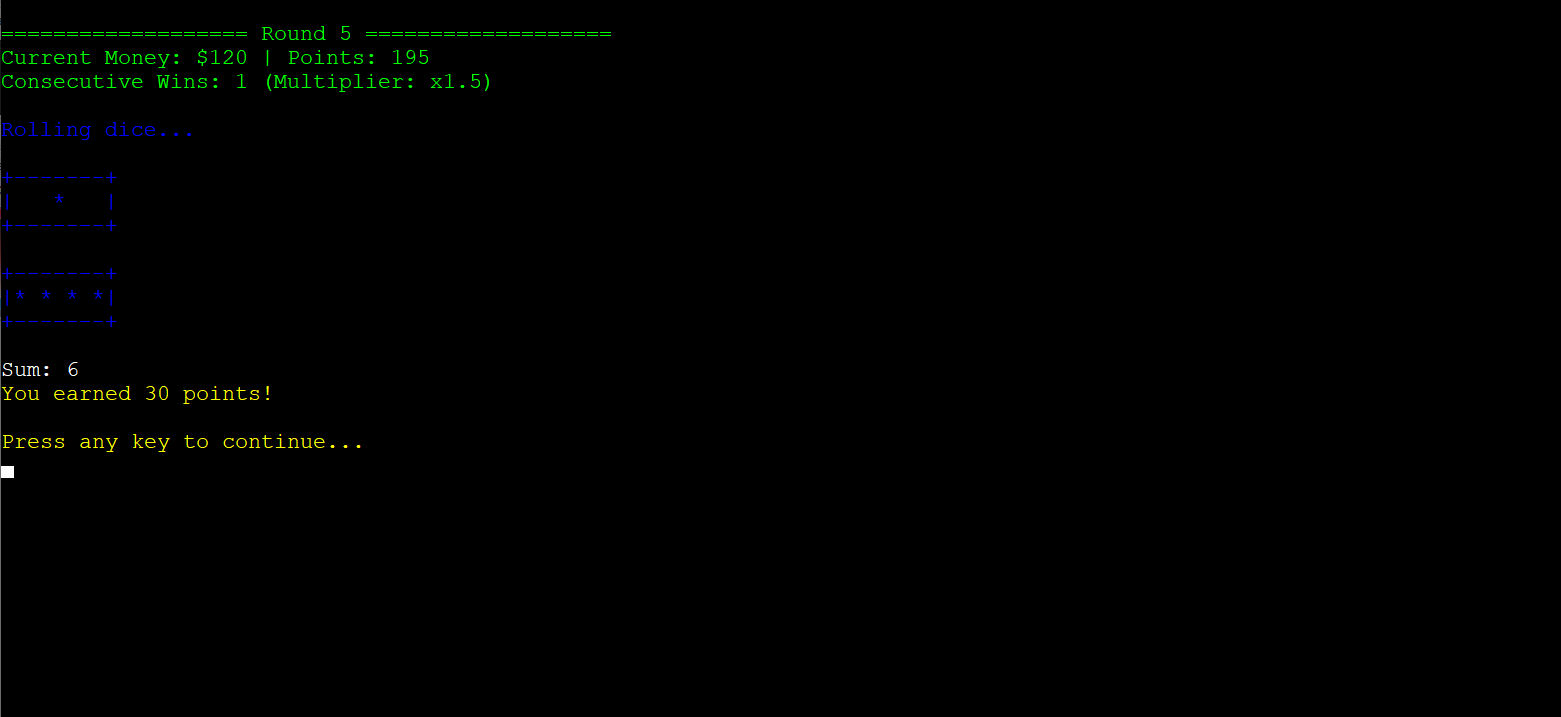 =================== Round 5 ===================
Current Money: $120 | Points: 195
Consecutive Wins: 1 (Multiplier: x1.5)
Rolling dice...
+-------+
|   *   |
+-------+
+-------+
|* * * *|
+-------+
Sum: 6
You earned 30 points!
Press any key to continue...